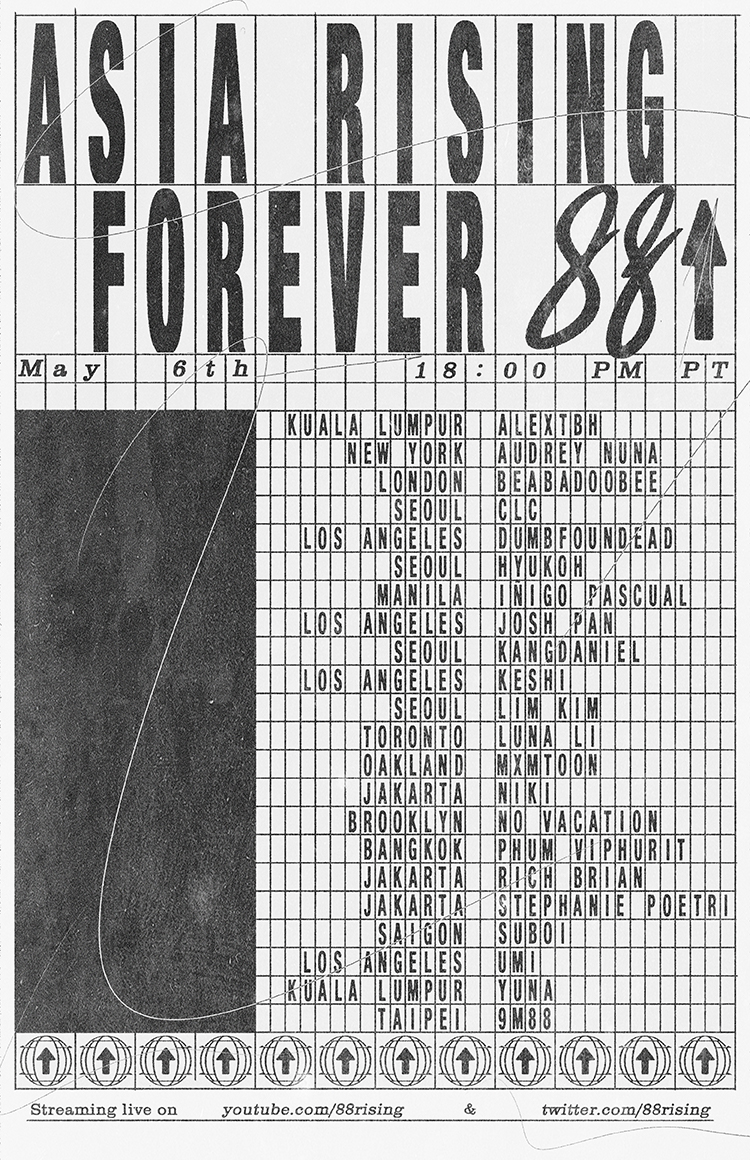 ASIA RISING
FOREVER 88↑
May 6th 18:00 PM PT
KUALA LUMPUR ALEXTBH
NEW YORK AUDREY NUNA
LONDON BEABADOOBEE
SEOUL CLC
LOS ANGELES DUMBFOUNDEAD
SEOUL HYUKOH
MANILA IÑIGO PASCUAL
LOS ANGELES JOSH PAN
SEOUL KANGDANIEL
LOS ANGELES KESHI
SEOUL LIM KIM
TORONTO LUNA LI
OAKLAND MXMTOON
JAKARTA NIKI
BROOKLYN NO VACATION
BANGKOK PHUM VIPHURIT
JAKARTA RICH BRIAN
JAKARTA STEPHANIE POETRI
SAIGON SUBOI
LOS ANGELES UMI
KUALA LUMPUR YUNA
TAIPEI 9M88
Streaming live on youtube.com/88rising & twitter.com/88rising